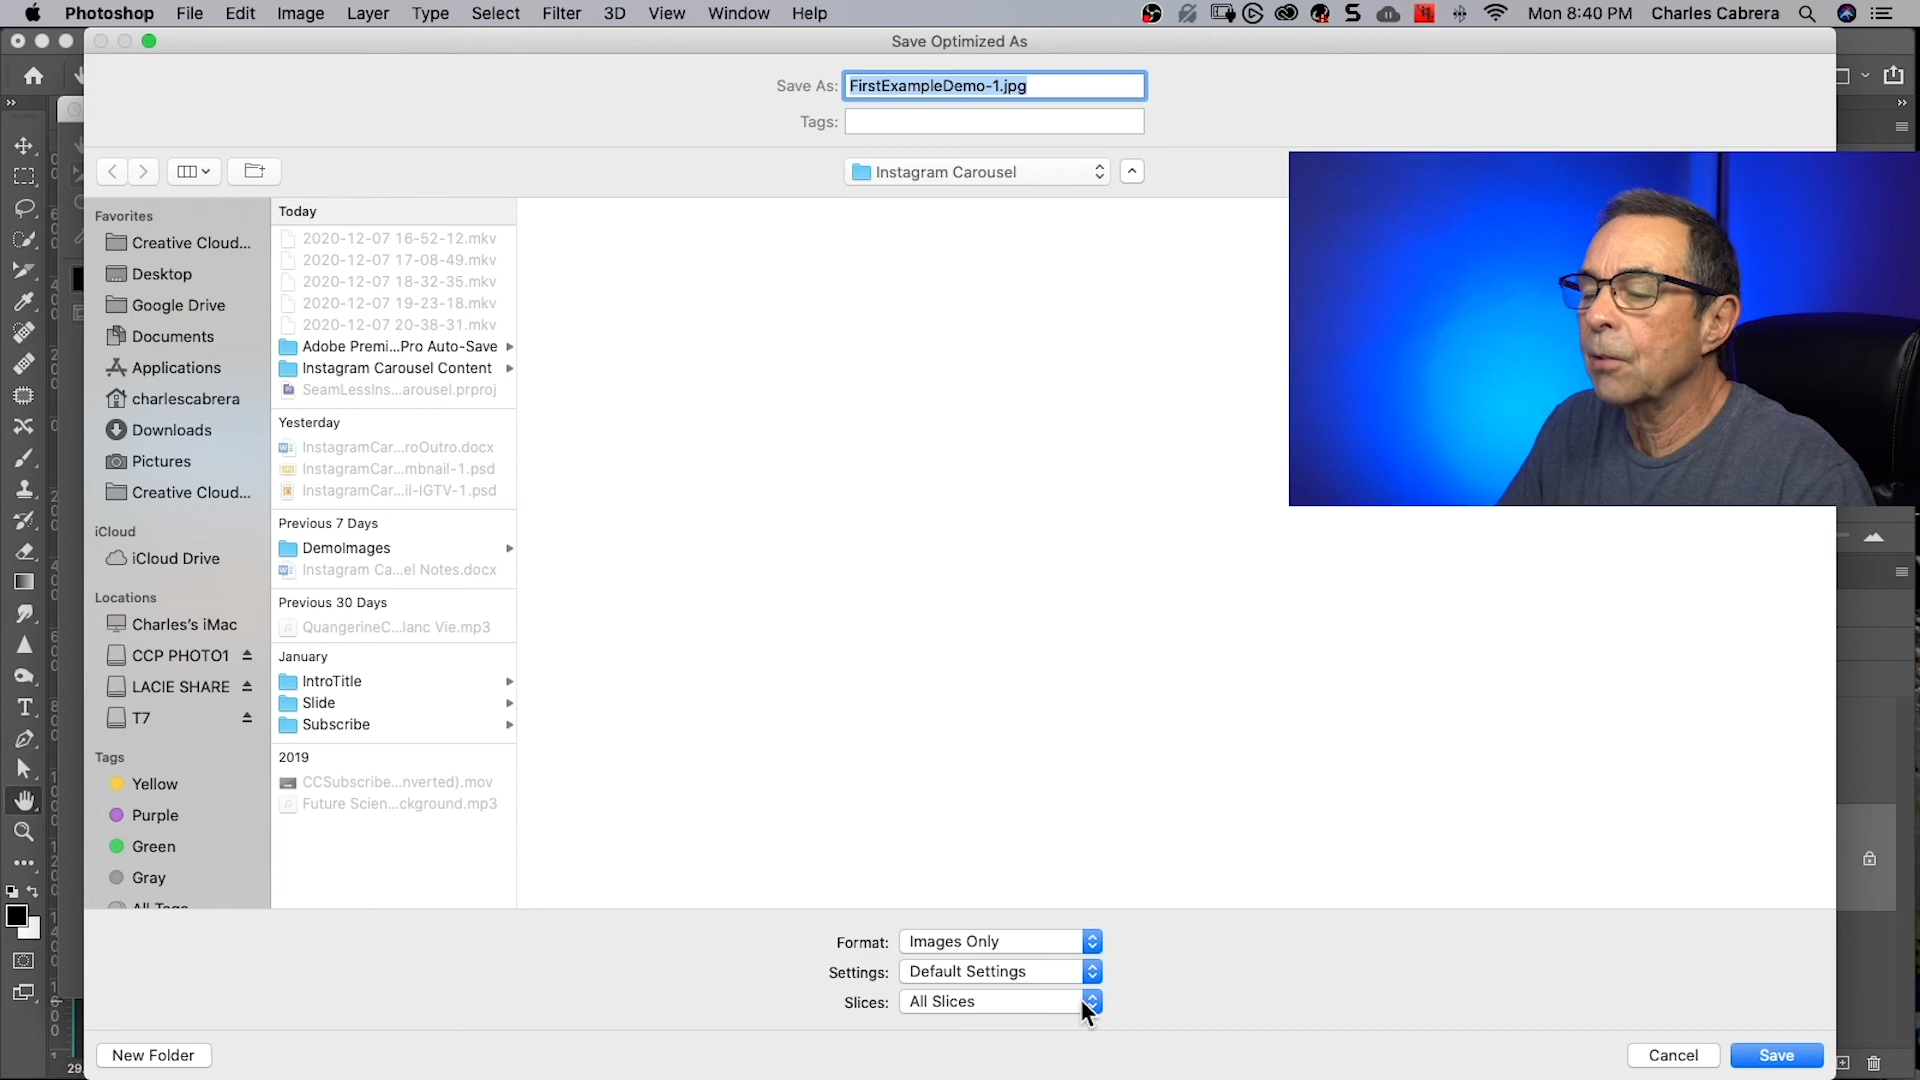 Photoshop File Edit Image Layer Type Select Filter 3D View Window Help Mon 8:40 PM Charles Cabrera
Save Optimized As
Save As: FirstExampleDemo-1.jpg
Tags:
Instagram Carousel
Favorites
Creative Cloud...
Desktop
Google Drive
Documents
Applications
charlescabrera
Downloads
Pictures
Creative Cloud...
iCloud
iCloud Drive
Locations
Charles's iMac
CCP PHOTO1
LACIE SHARE
T7
Tags
Yellow
Purple
Green
Gray
All Tags
Today
2020-12-07 16-52-12.mkv
2020-12-07 17-08-49.mkv
2020-12-07 18-32-35.mkv
2020-12-07 19-23-18.mkv
2020-12-07 20-38-31.mkv
Adobe Premi...Pro Auto-Save
Instagram Carousel Content
SeamLessIns...arousel.prproj
Yesterday
InstagramCar...roOutro.docx
InstagramCar...mbnail-1.psd
InstagramCar...il-IGTV-1.psd
Previous 7 Days
DemoImages
Instagram Ca...el Notes.docx
Previous 30 Days
QuangerineC...lanc Vie.mp3
January
IntroTitle
Slide
Subscribe
2019
CCSubscribe...nverted).mov
Future Scien...ckground.mp3
Format: Images Only
Settings: Default Settings
Slices: All Slices
New Folder Cancel Save
29